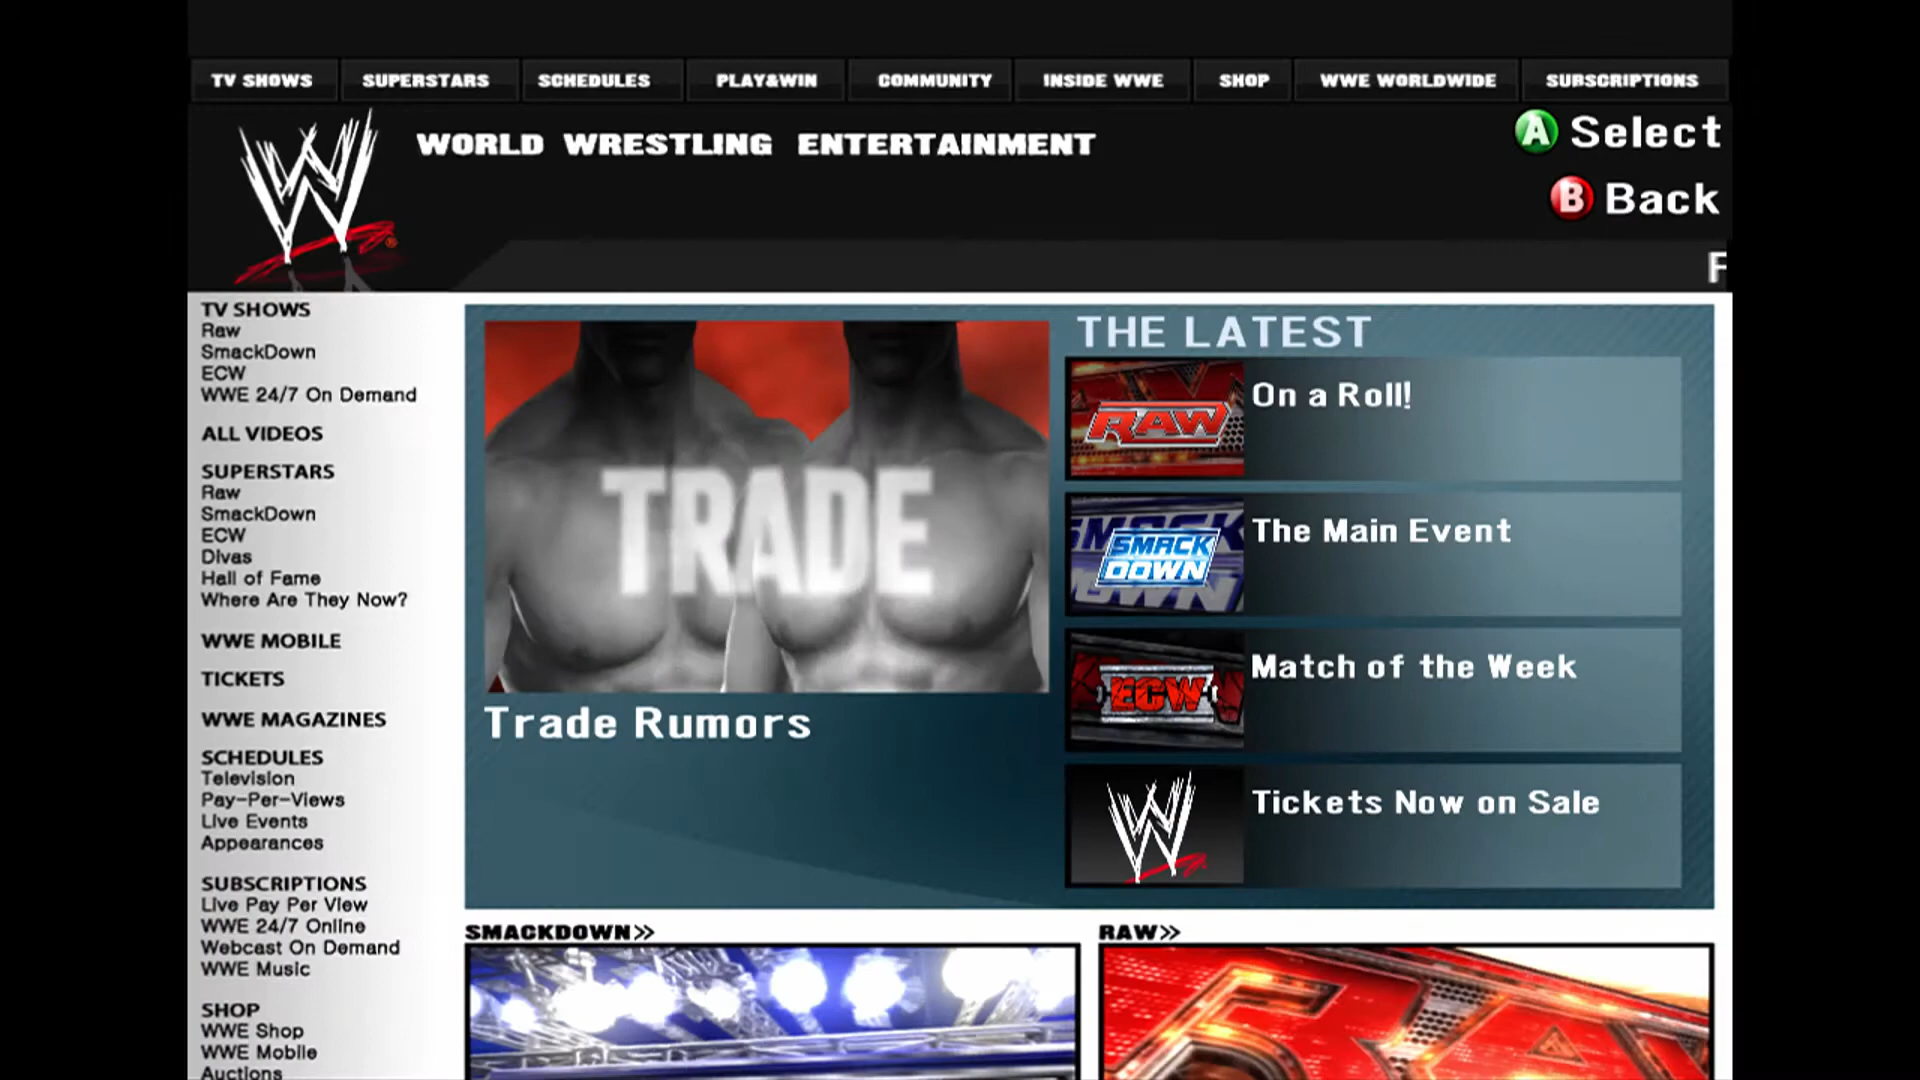 TV SHOWS
SUPERSTARS
SCHEDULES
PLAY&WIN
COMMUNITY
INSIDE WWE
SHOP
WWE WORLDWIDE
SUBSCRIPTIONS
WORLD WRESTLING ENTERTAINMENT
A Select
B Back
F
TV SHOWS
Raw
SmackDown
ECW
WWE 24/7 On Demand
ALL VIDEOS
SUPERSTARS
Raw
SmackDown
ECW
Divas
Hall of Fame
Where Are They Now?
WWE MOBILE
TICKETS
WWE MAGAZINES
SCHEDULES
Television
Pay-Per-Views
Live Events
Appearances
SUBSCRIPTIONS
Live Pay Per View
WWE 24/7 Online
Webcast On Demand
WWE Music
SHOP
WWE Shop
WWE Mobile
Auctions
TRADE
Trade Rumors
THE LATEST
RAW
On a Roll!
SMACK
DOWN
The Main Event
ECW
Match of the Week
W
Tickets Now on Sale
SMACKDOWN>>
RAW>>